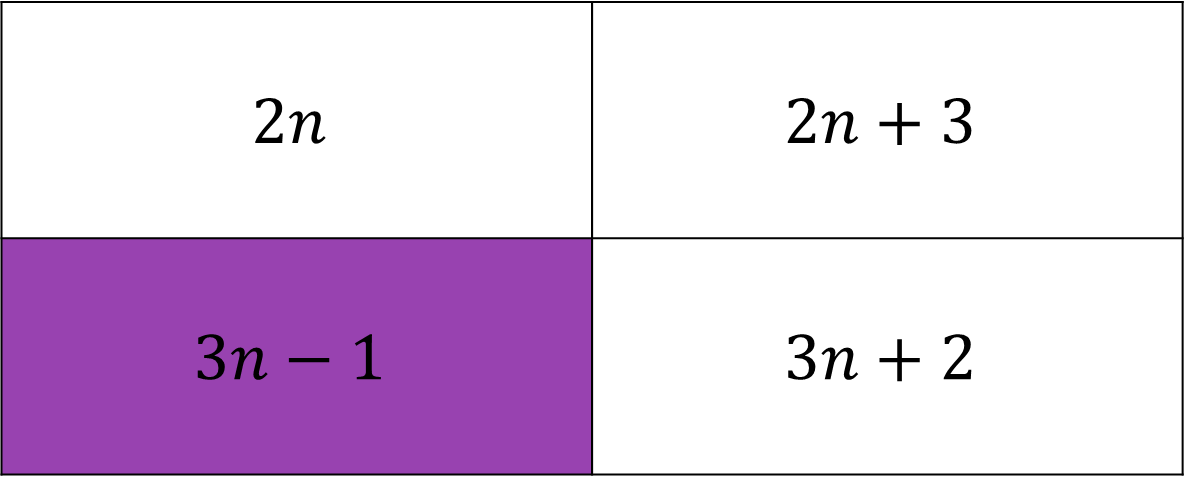 2n 2n + 3
3n − 1 3n + 2